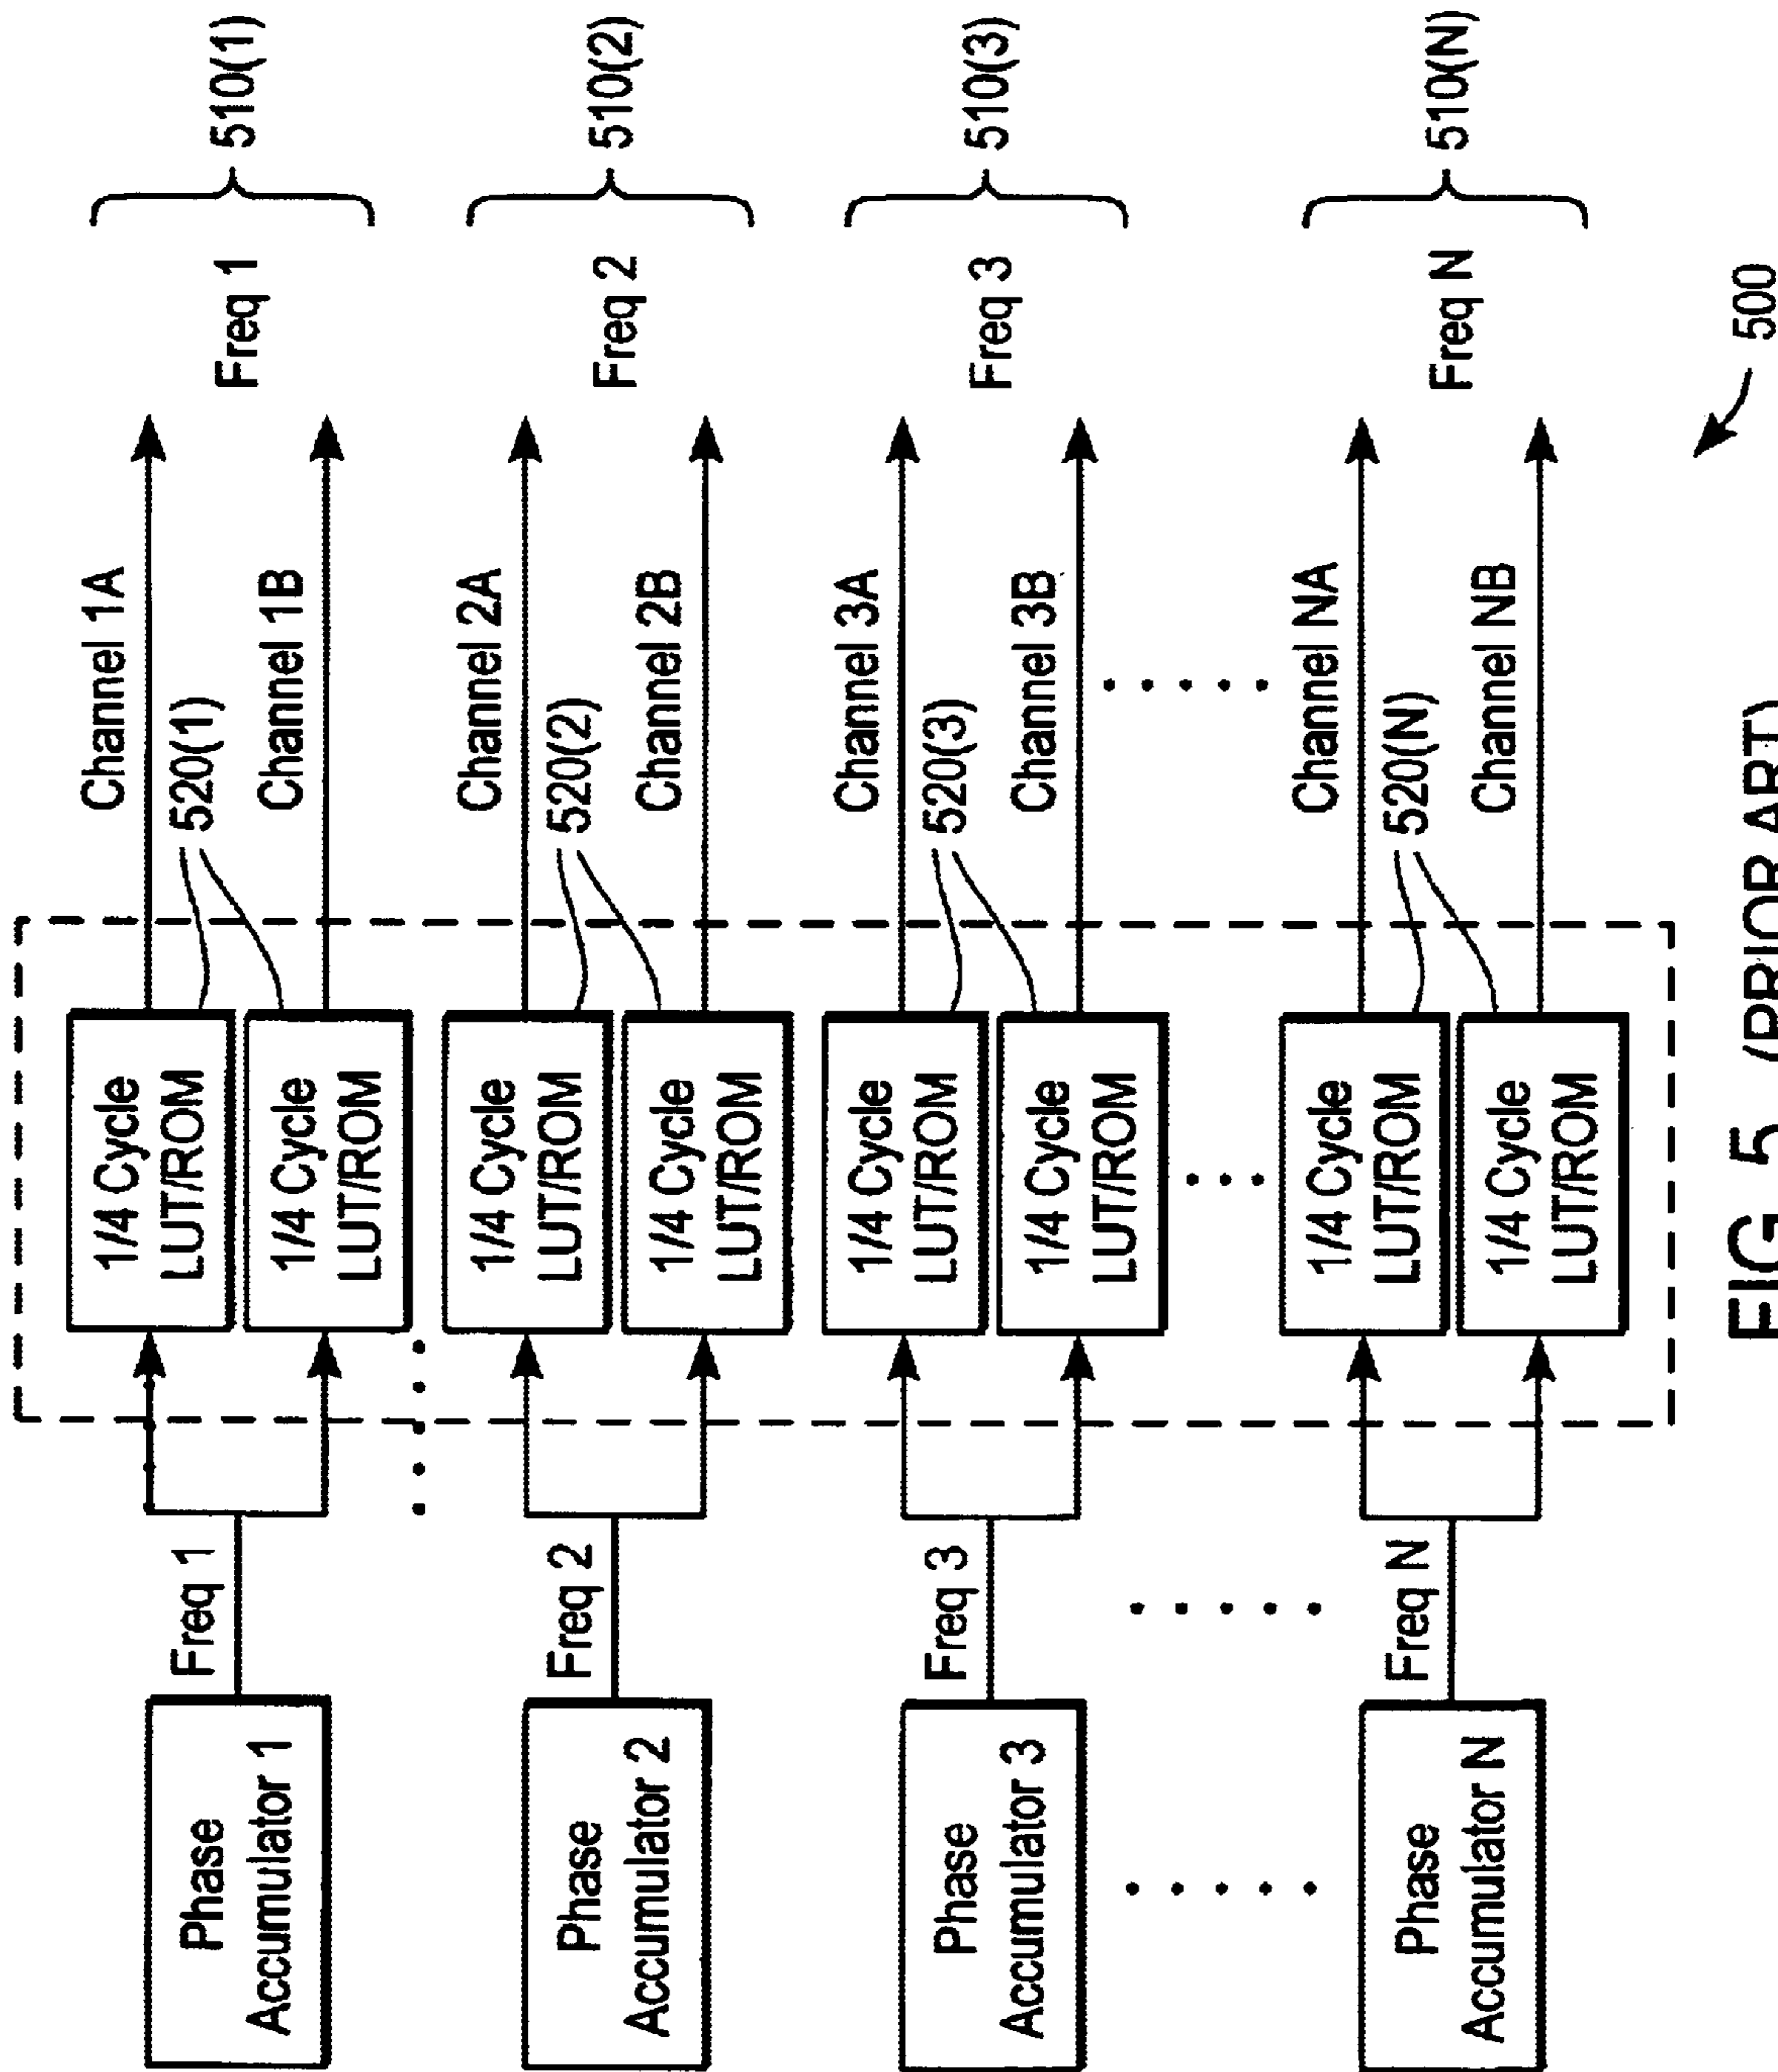 Phase
Accumulator 1
Freq 1
1/4 Cycle
LUT/ROM
1/4 Cycle
LUT/ROM
Channel 1A
520(1)
Channel 1B
Freq 1
510(1)
Phase
Accumulator 2
Freq 2
1/4 Cycle
LUT/ROM
1/4 Cycle
LUT/ROM
Channel 2A
520(2)
Channel 2B
Freq 2
510(2)
Phase
Accumulator 3
Freq 3
1/4 Cycle
LUT/ROM
1/4 Cycle
LUT/ROM
Channel 3A
520(3)
Channel 3B
Freq 3
510(3)
Phase
Accumulator N
Freq N
1/4 Cycle
LUT/ROM
1/4 Cycle
LUT/ROM
Channel NA
520(N)
Channel NB
Freq N
510(N)
500
FIG. 5 (PRIOR ART)